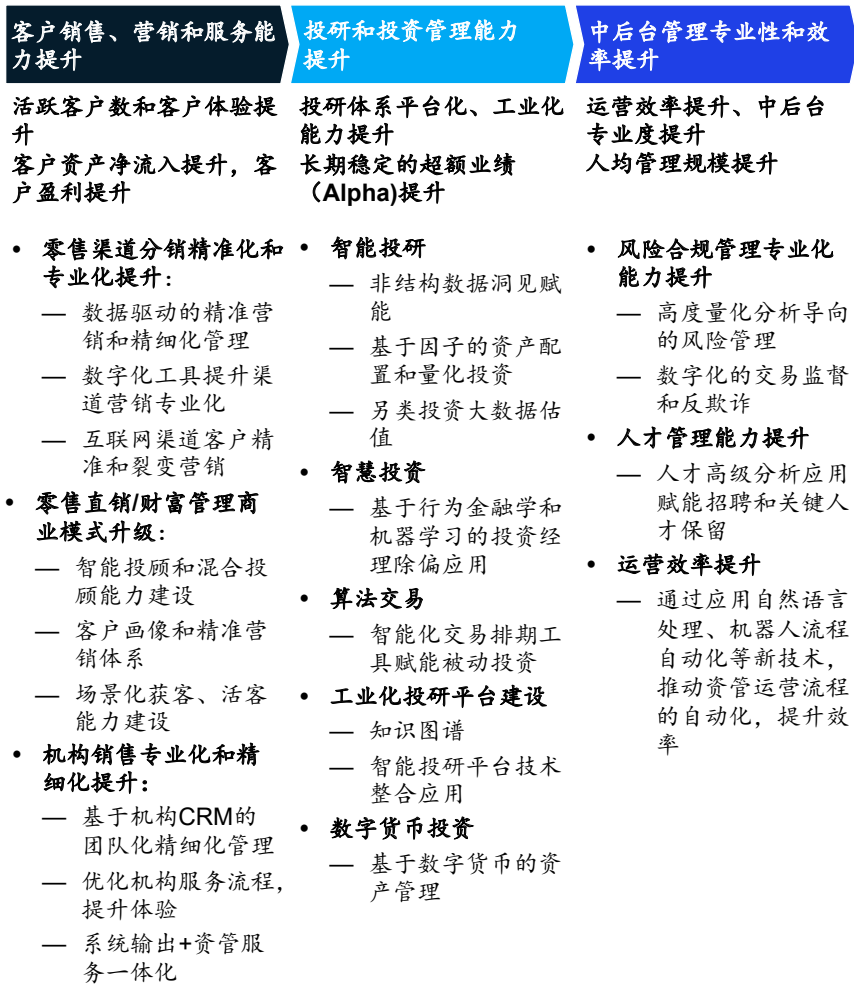 客户销售、营销和服务能
力提升
活跃客户数和客户体验提
升
客户资产净流入提升，客
户盈利提升
• 零售渠道分销精准化和
专业化提升：
— 数据驱动的精准营
销和精细化管理
— 数字化工具提升渠
道营销专业化
— 互联网渠道客户精
准和裂变营销
• 零售直销/财富管理商
业模式升级：
— 智能投顾和混合投
顾能力建设
— 客户画像和精准营
销体系
— 场景化获客、活客
能力建设
• 机构销售专业化和精
细化提升：
— 基于机构CRM的
团队化精细化管理
— 优化机构服务流程，
提升体验
— 系统输出+资管服
务一体化
投研和投资管理能力
提升
投研体系平台化、工业化
能力提升
长期稳定的超额业绩
（Alpha)提升
• 智能投研
— 非结构数据洞见赋
能
— 基于因子的资产配
置和量化投资
— 另类投资大数据估
值
• 智慧投资
— 基于行为金融学和
机器学习的投资经
理除偏应用
• 算法交易
— 智能化交易排期工
具赋能被动投资
• 工业化投研平台建设
— 知识图谱
— 智能投研平台技术
整合应用
• 数字货币投资
— 基于数字货币的资
产管理
中后台管理专业性和效
率提升
运营效率提升、中后台
专业度提升
人均管理规模提升
• 风险合规管理专业化
能力提升
— 高度量化分析导向
的风险管理
— 数字化的交易监督
和反欺诈
• 人才管理能力提升
— 人才高级分析应用
赋能招聘和关键人
才保留
• 运营效率提升
— 通过应用自然语言
处理、机器人流程
自动化等新技术，
推动资管运营流程
的自动化，提升效
率